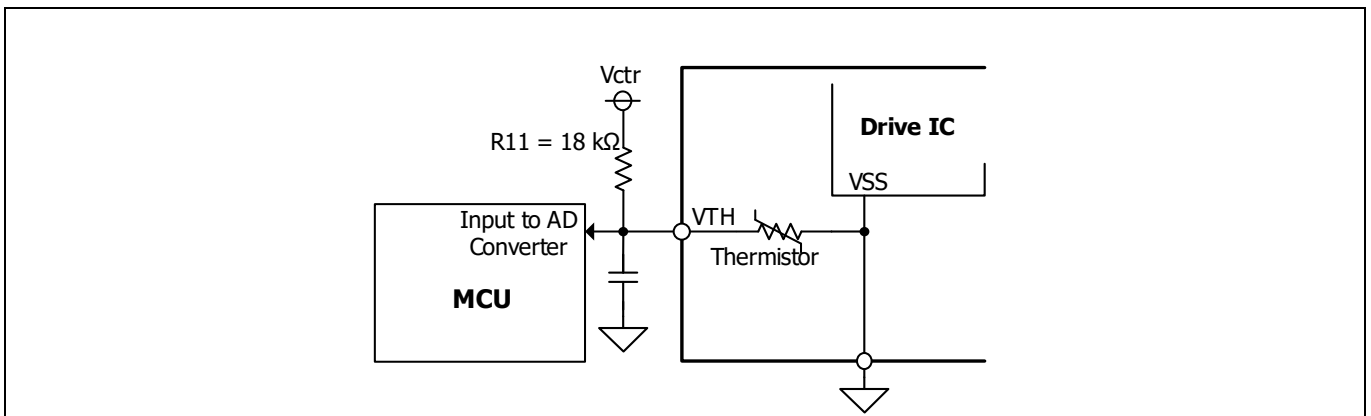 Vctr
R11 = 18 kΩ
Drive IC
VSS
Input to AD
Converter
VTH
Thermistor
MCU